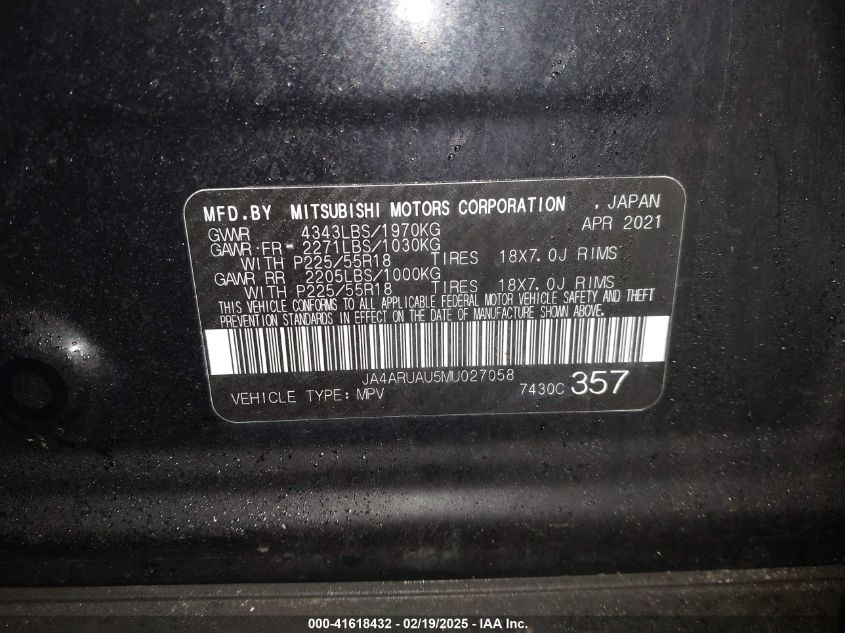 MFD.BY MITSUBISHI MOTORS CORPORATION , JAPAN
GVWR 4343LBS/1970KG APR 2021
GAWR FR 2271LBS/1030KG
WITH P225/55R18 TIRES 18X7.0J RIMS
GAWR RR 2205LBS/1000KG
WITH P225/55R18 TIRES 18X7.0J RIMS
THIS VEHICLE CONFORMS TO ALL APPLICABLE FEDERAL MOTOR VEHICLE SAFETY AND THEFT
PREVENTION STANDARDS IN EFFECT ON THE DATE OF MANUFACTURE SHOWN ABOVE.
JA4ARUAU5MU027058
VEHICLE TYPE: MPV 7430C 357
000-41618432 - 02/19/2025 - IAA Inc.